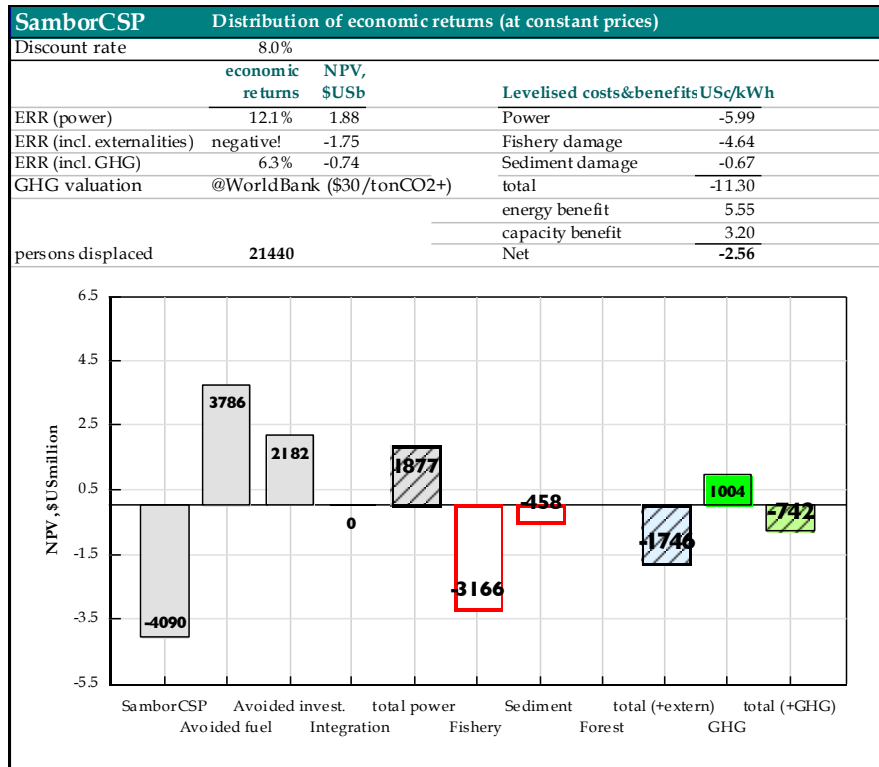 SamborCSP Distribution of economic returns (at constant prices)
Discount rate 8.0%
economic NPV,
returns $USb Levelised costs&benefits USc/kWh
ERR (power) 12.1% 1.88 Power -5.99
ERR (incl. externalities) negative! -1.75 Fishery damage -4.64
ERR (incl. GHG) 6.3% -0.74 Sediment damage -0.67
GHG valuation @WorldBank ($30/tonCO2+) total -11.30
energy benefit 5.55
capacity benefit 3.20
persons displaced 21440 Net -2.56
6.5
4.5
2.5
0.5
-1.5
-3.5
-5.5
NPV, $USmillion
-4090
3786
2182
0
1877
-3166
-458
-1746
1004
-742
SamborCSP Avoided invest. total power Sediment total (+extern) total (+GHG)
Avoided fuel Integration Fishery Forest GHG